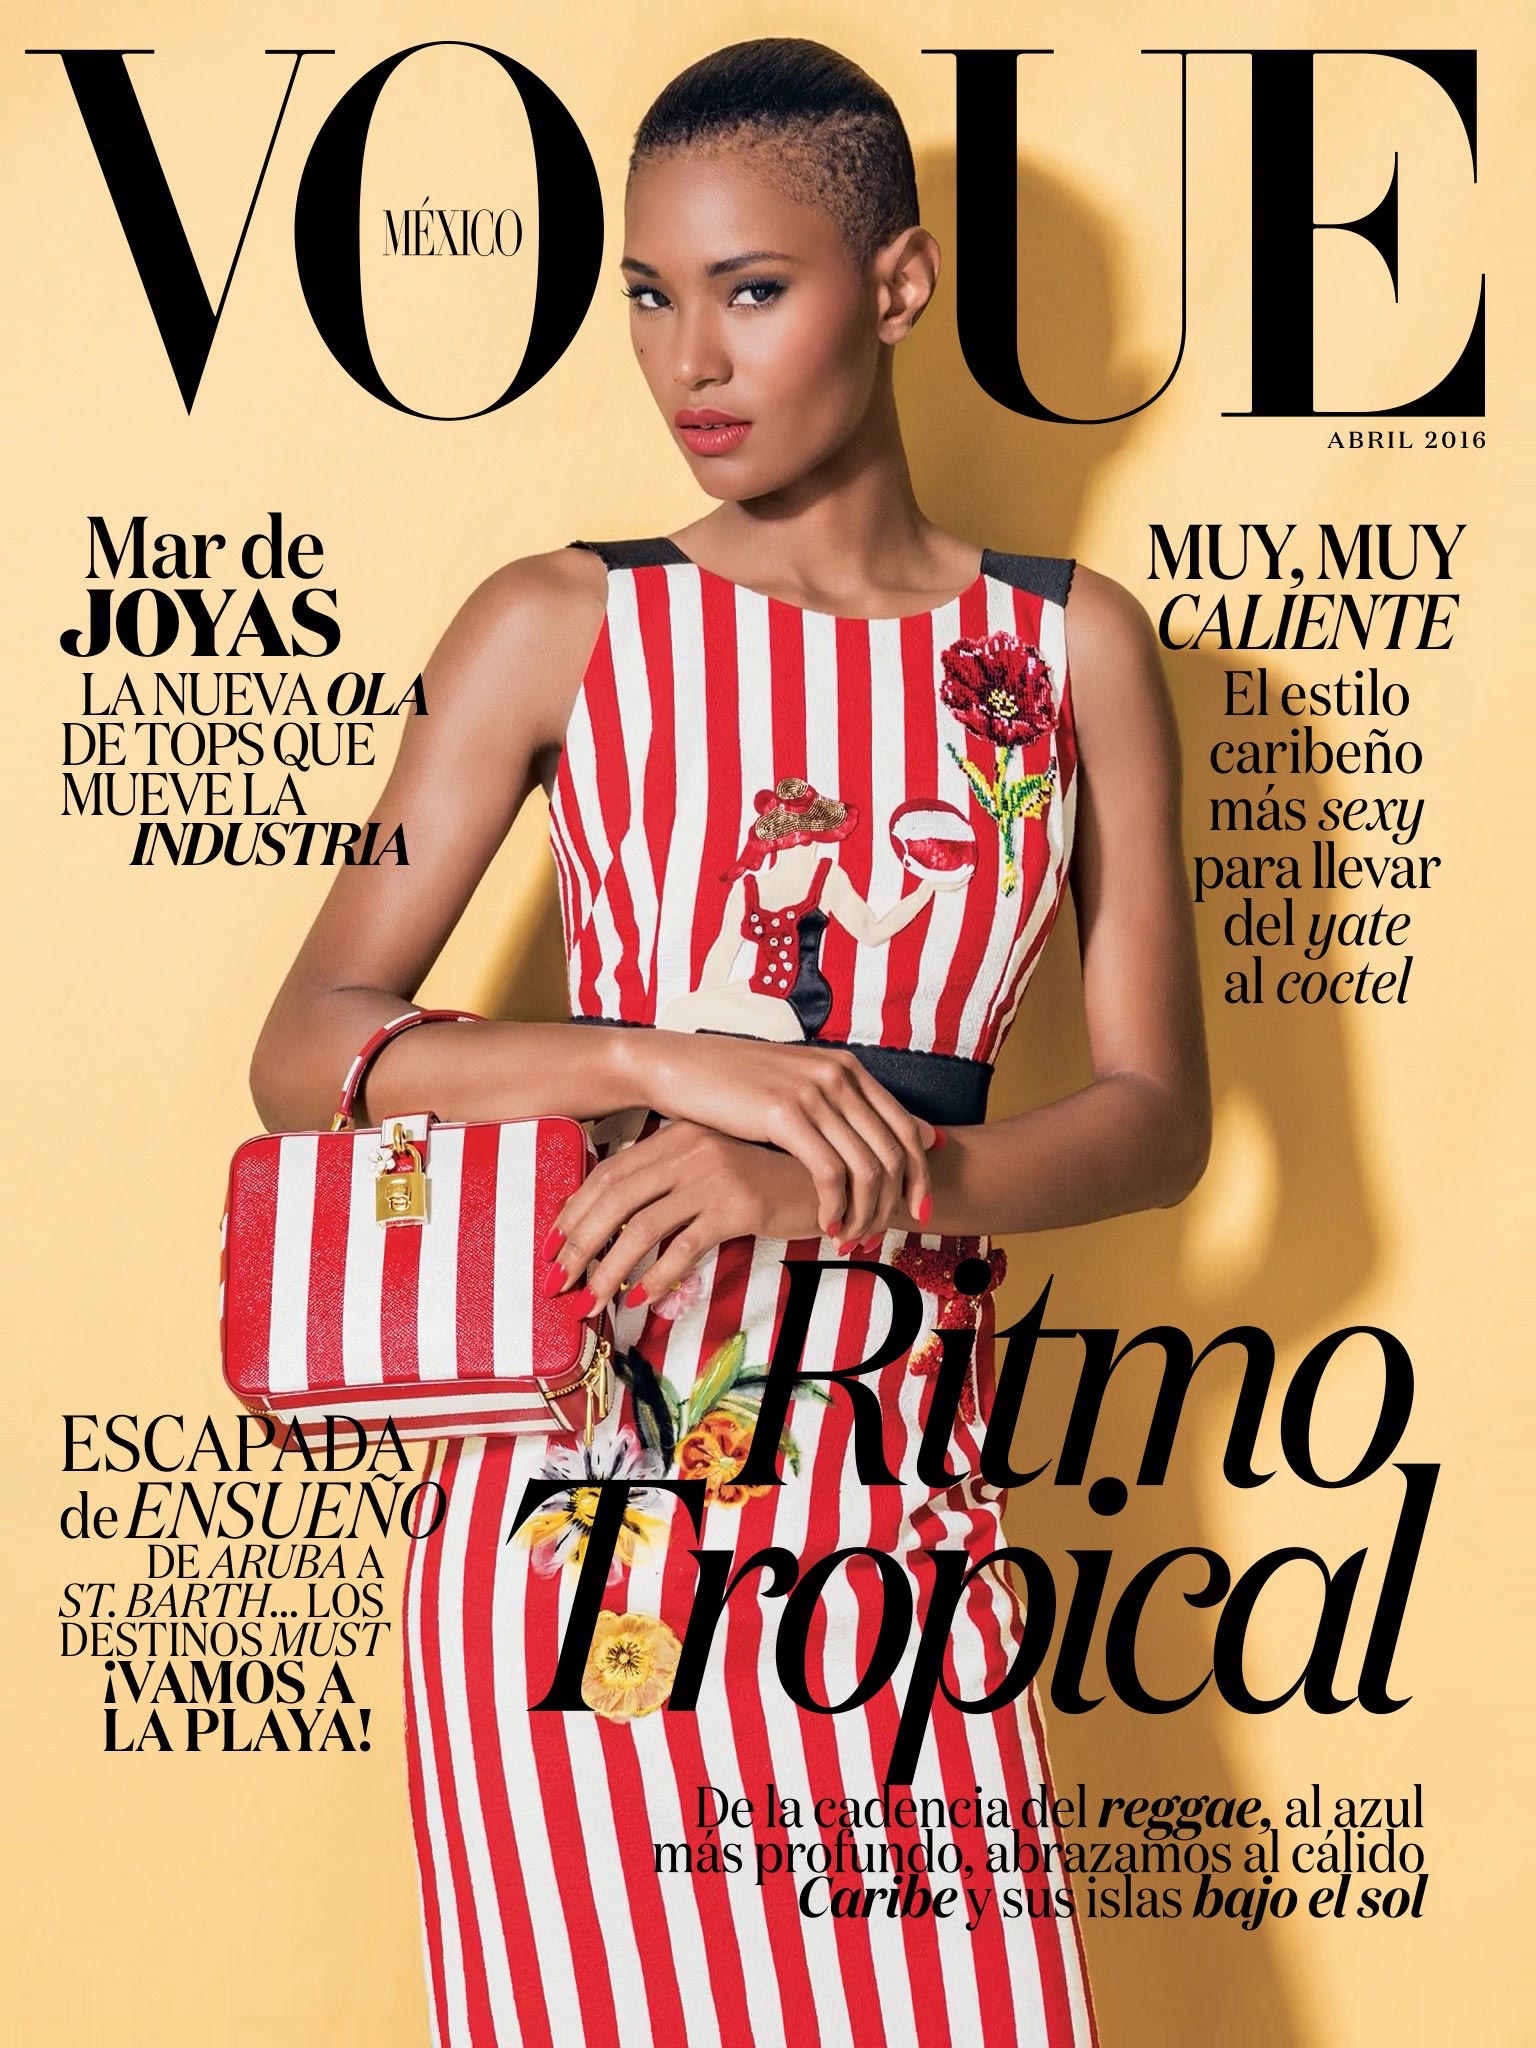 VOGUE
MÉXICO
ABRIL 2016
Mar de
JOYAS
LA NUEVA OLA
DE TOPS QUE
MUEVE LA
INDUSTRIA
MUY, MUY
CALIENTE
El estilo
caribeño
más sexy
para llevar
del yate
al coctel
Ritmo
Tropical
De la cadencia del reggae, al azul
más profundo, abrazamos al cálido
Caribe y sus islas bajo el sol
ESCAPADA
de ENSUEÑO
DE ARUBA A
ST. BARTH... LOS
DESTINOS MUST
¡VAMOS A
LA PLAYA!